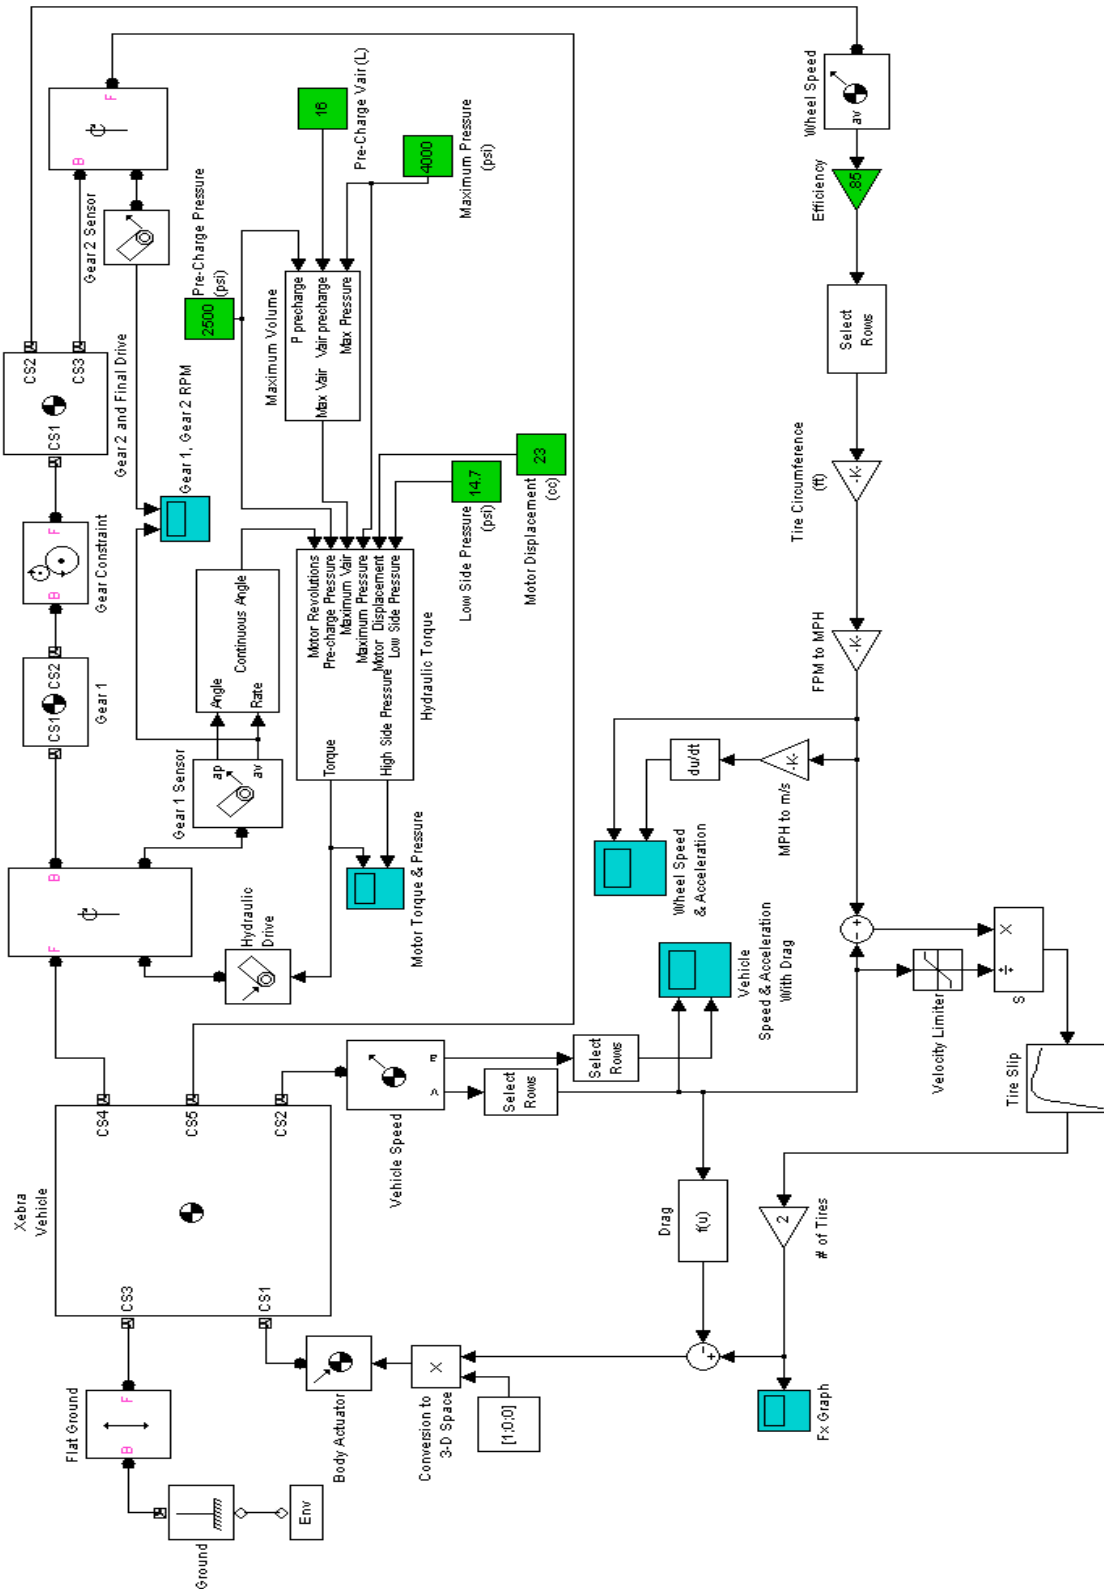 Ground
Env
Flat Ground
B
F
Xebra
Vehicle
CS3
CS1
CS4
CS5
CS2
Body Actuator
Conversion to
3-D Space
X
[1;0;0]
Vehicle Speed
Select
Rows
Select
Rows
Drag
f(u)
Fx Graph
2
# of Tires
Tire Slip
Velocity Limiter
S
X
÷
Vehicle
Speed & Acceleration
With Drag
Wheel Speed
& Acceleration
du/dt
-K-
MPH to m/s
FPM to MPH
-K-
Tire Circumference
(ft)
-K-
Select
Rows
Efficiency
.85
Wheel Speed
av
F
B
Hydraulic
Drive
Motor Torque & Pressure
Gear 1 Sensor
ap
av
Angle
Rate
Continuous Angle
Torque
High Side Pressure
Motor Revolutions
Pre-charge Pressure
Maximum Vair
Maximum Pressure
Motor Displacement
Low Side Pressure
Hydraulic Torque
CS1
CS2
Gear 1
B
F
Gear Constraint
Gear 1, Gear 2 RPM
CS1
CS2
CS3
Gear 2 and Final Drive
Gear 2 Sensor
B
F
2500
Pre-Charge Pressure
(psi)
Maximum Volume
Max Vair
P precharge
Vair precharge
Max Pressure
16
Pre-Charge Vair (L)
4000
Maximum Pressure
(psi)
14.7
Low Side Pressure
(psi)
23
Motor Displacement
(cc)